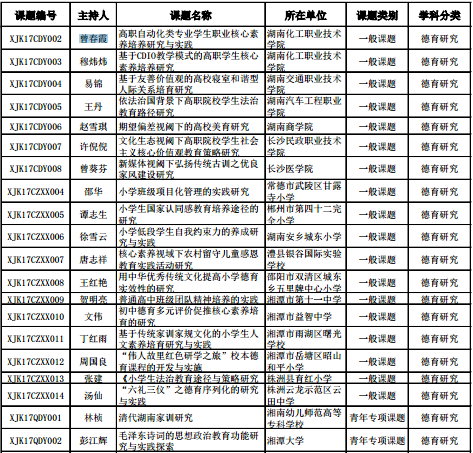 课题编号 主持人 课题名称 所在单位 课题类别 学科分类
XJK17CDY002 曾春霞 高职自动化类专业学生职业核心素养培养研究与实践 湖南化工职业技术学院 一般课题 德育研究
XJK17CDY003 穆炜炜 基于CDIO教学模式的高职学生核心素养培养研究 湖南化工职业技术学院 一般课题 德育研究
XJK17CDY004 易锦 基于友善价值观的高校寝室和谐型人际关系培育研究 湖南交通职业技术学院 一般课题 德育研究
XJK17CDY005 王丹 依法治国背景下高职院校学生法治教育路径研究 湖南汽车工程职业学院 一般课题 德育研究
XJK17CDY006 赵雪琪 期望偏差视阈下的高校美育研究 湖南商学院 一般课题 德育研究
XJK17CDY007 许倪倪 文化生态视阈下高职院校学生社会主义核心价值观教育策略研究 长沙民政职业技术学院 一般课题 德育研究
XJK17CDY008 曾葵芬 新媒体视阈下弘扬传统古训之优良家风建设研究 长沙医学院 一般课题 德育研究
XJK17CZXX004 邵华 小学班级项目化管理的实践研究 常德市武陵区甘露寺小学 一般课题 德育研究
XJK17CZXX005 谭志生 小学生国家认同感教育培养途径的研究 郴州市第四十二完全小学 一般课题 德育研究
XJK17CZXX006 徐雪云 小学低段学生自我约束力的养成研究与实践 湖南安乡城东小学 一般课题 德育研究
XJK17CZXX007 唐志祥 核心素养视域下农村留守儿童感恩教育实践活动研究 澧县银谷国际实验学校 一般课题 德育研究
XJK17CZXX008 王红艳 用中华优秀传统文化提高小学德育实效性的研究 邵阳市双清区城东乡五里牌中心小学 一般课题 德育研究
XJK17CZXX009 贺明亮 普通高中班级团队精神培养的实践 湘潭市第十一中学 一般课题 德育研究
XJK17CZXX010 文伟 初中德育多元评价促推核心素养培育的研究 湘潭市益智中学 一般课题 德育研究
XJK17CZXX011 丁红雨 基于传统家训家规文化的小学生人文素养培育研究与实践 湘潭市雨湖区曙光学校 一般课题 德育研究
XJK17CZXX012 周国良 “伟人故里红色研学之旅”校本德育课程的开发与实施 湘潭市岳塘区昭山和平小学 一般课题 德育研究
XJK17CZXX013 张建 《小学生法治教育途径与策略研究 株洲县育红小学 一般课题 德育研究
XJK17CZXX014 汤仙 “六礼三仪”之德育序列化的研究与实践 株洲云龙示范区云田中学 一般课题 德育研究
XJK17QDY001 林桢 清代湖南家训研究 湘南幼儿师范高等专科学校 青年专项课题 德育研究
XJK17QDY002 彭江辉 毛泽东诗词的思想政治教育功能研究与实践探索 湘潭大学 青年专项课题 德育研究